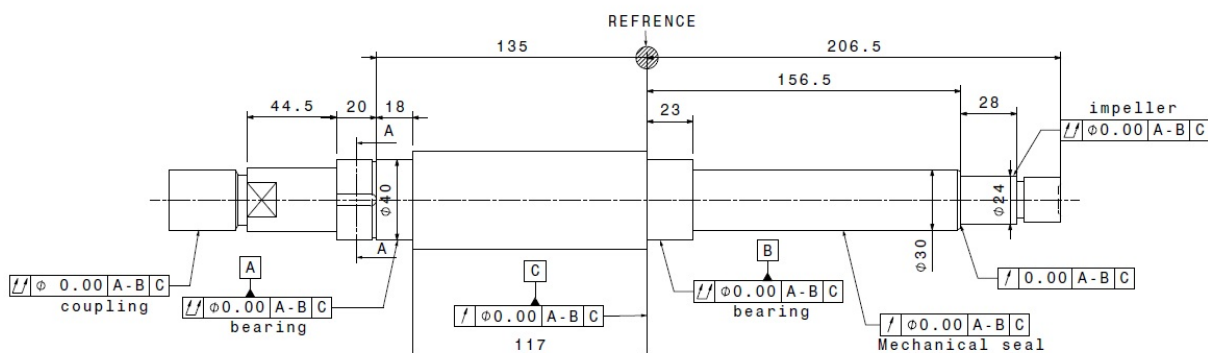 REFRENCE
135
206.5
156.5
44.5
20
18
23
28
impeller
⌰ Φ0.00 A-B C
A
A
Φ40
Φ24
Φ30
A
B
C
⌰ Φ 0.00 A-B C
coupling
⌰ Φ0.00 A-B C
bearing
↗ Φ0.00 A-B C
⌰ Φ0.00 A-B C
bearing
↗ 0.00 A-B C
↗ Φ0.00 A-B C
Mechanical seal
117